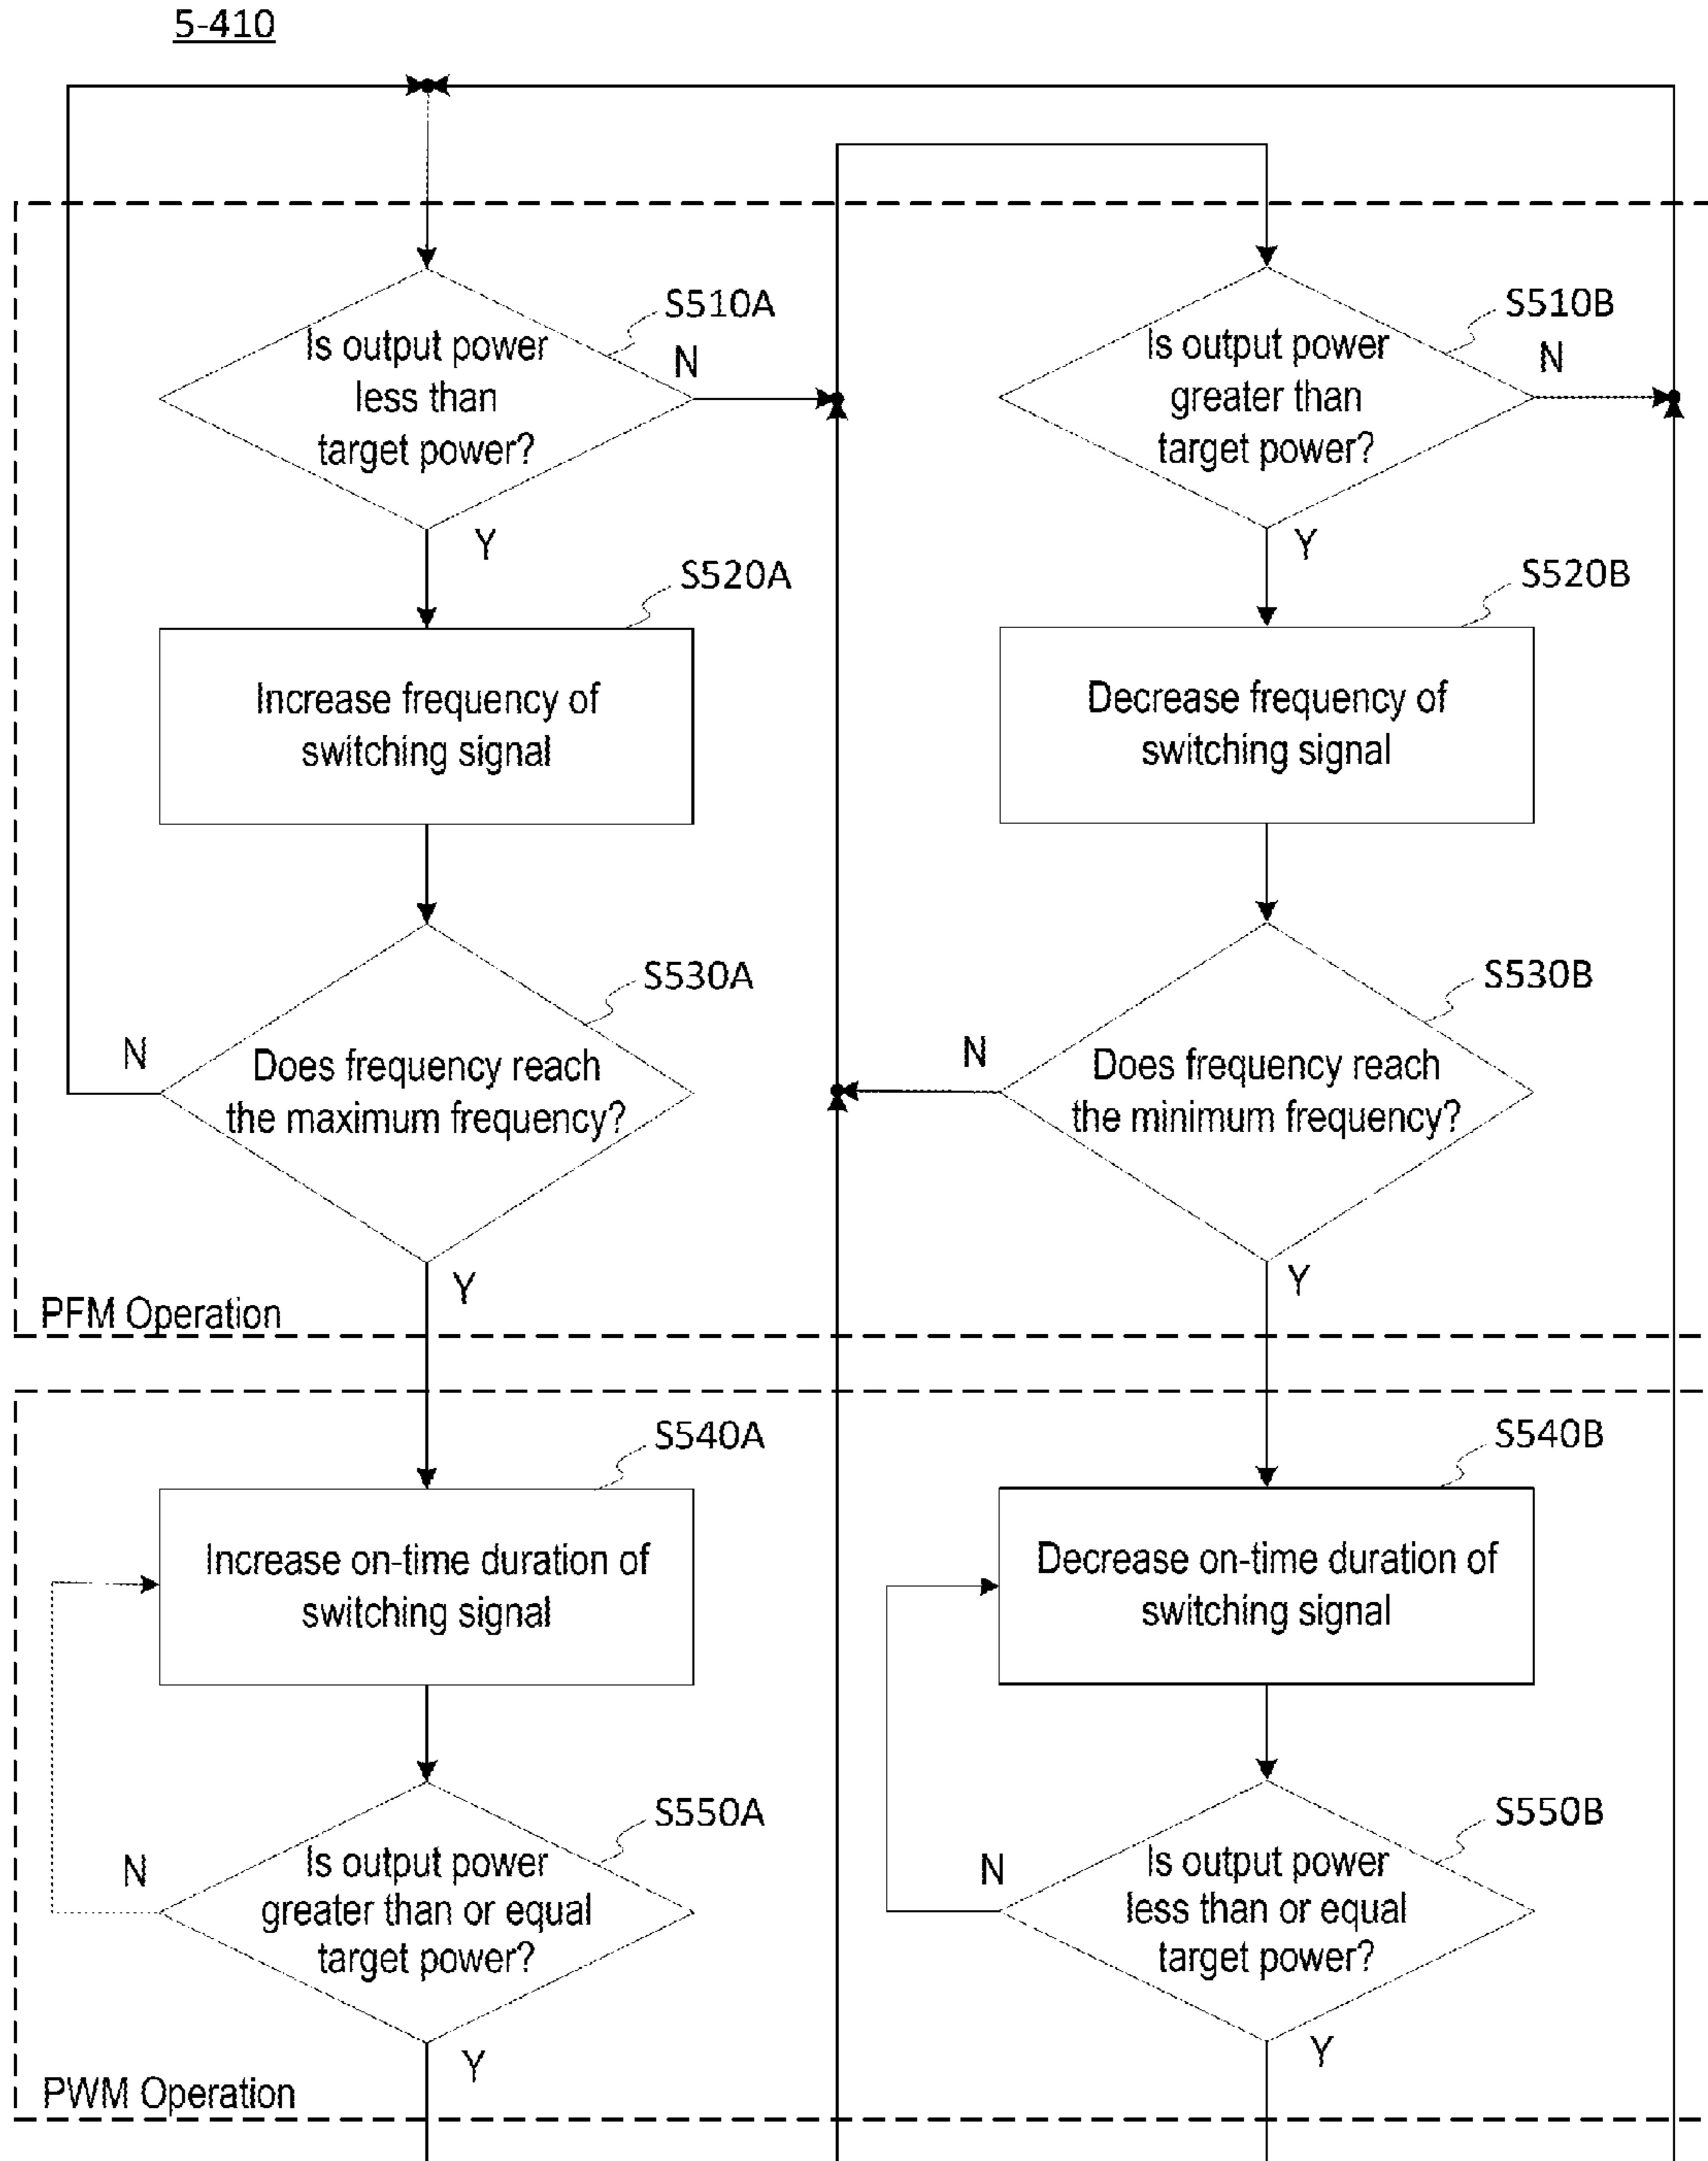 5-410
S510A
Is output power
less than
target power?
N
Y
S520A
Increase frequency of
switching signal
S530A
Does frequency reach
the maximum frequency?
N
Y
S510B
Is output power
greater than
target power?
N
Y
S520B
Decrease frequency of
switching signal
S530B
Does frequency reach
the minimum frequency?
N
Y
PFM Operation
S540A
Increase on-time duration of
switching signal
S550A
Is output power
greater than or equal
target power?
N
Y
S540B
Decrease on-time duration of
switching signal
S550B
Is output power
less than or equal
target power?
N
Y
PWM Operation